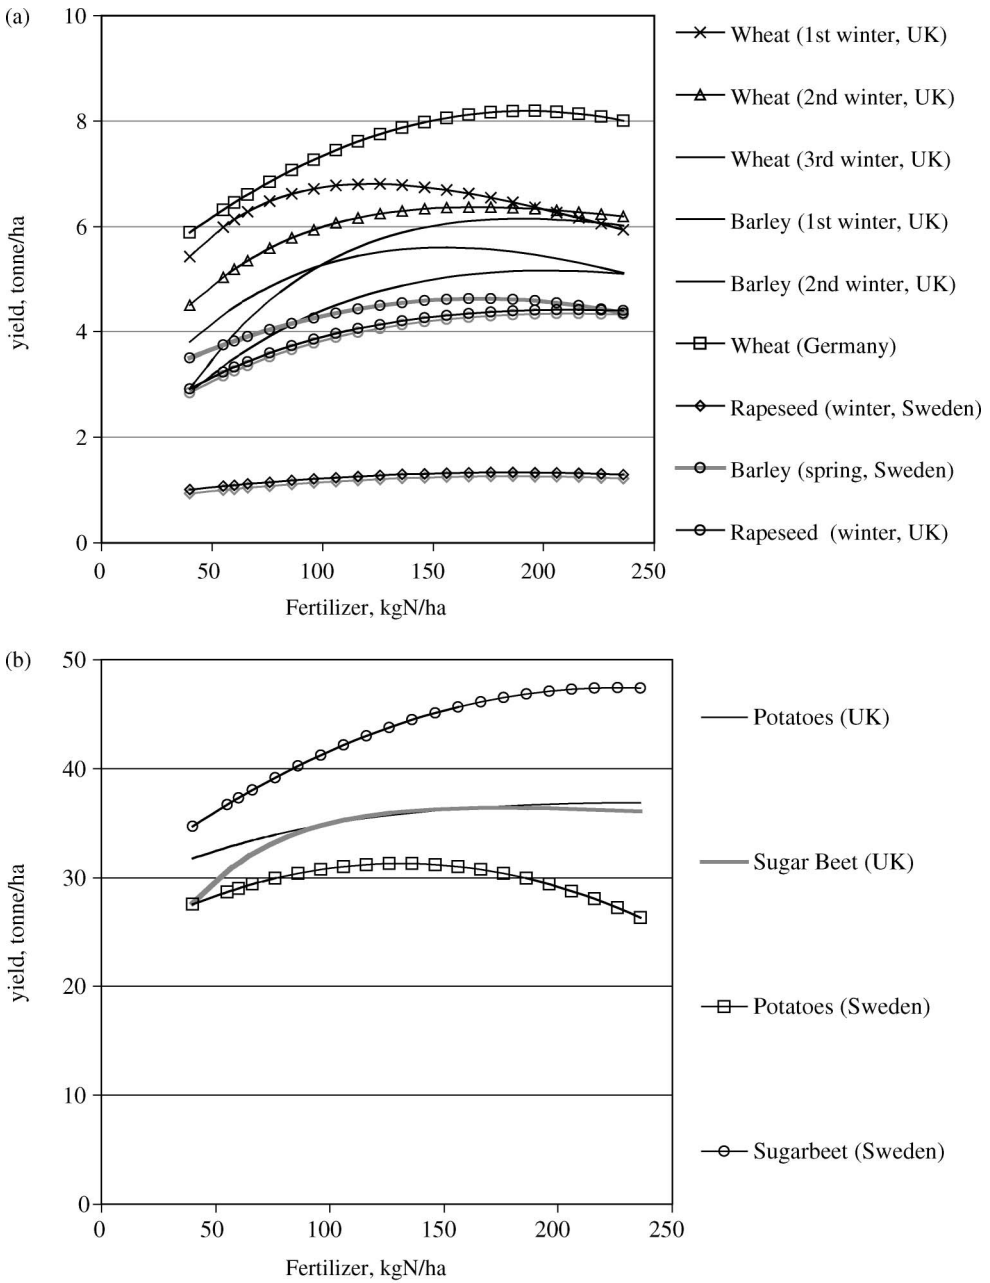 (a)
10
8
6
4
2
0
yield, tonne/ha
0 50 100 150 200 250
Fertilizer, kgN/ha
Wheat (1st winter, UK)
Wheat (2nd winter, UK)
Wheat (3rd winter, UK)
Barley (1st winter, UK)
Barley (2nd winter, UK)
Wheat (Germany)
Rapeseed (winter, Sweden)
Barley (spring, Sweden)
Rapeseed (winter, UK)
(b)
50
40
30
20
10
0
yield, tonne/ha
0 50 100 150 200 250
Fertilizer, kgN/ha
Potatoes (UK)
Sugar Beet (UK)
Potatoes (Sweden)
Sugarbeet (Sweden)